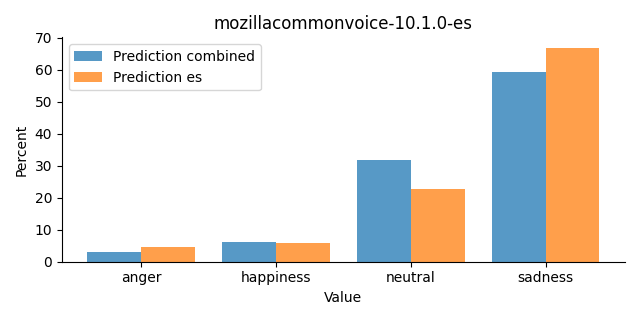 mozillacommonvoice-10.1.0-es
Prediction combined
Prediction es
Percent
70
60
50
40
30
20
10
0
anger happiness neutral sadness
Value